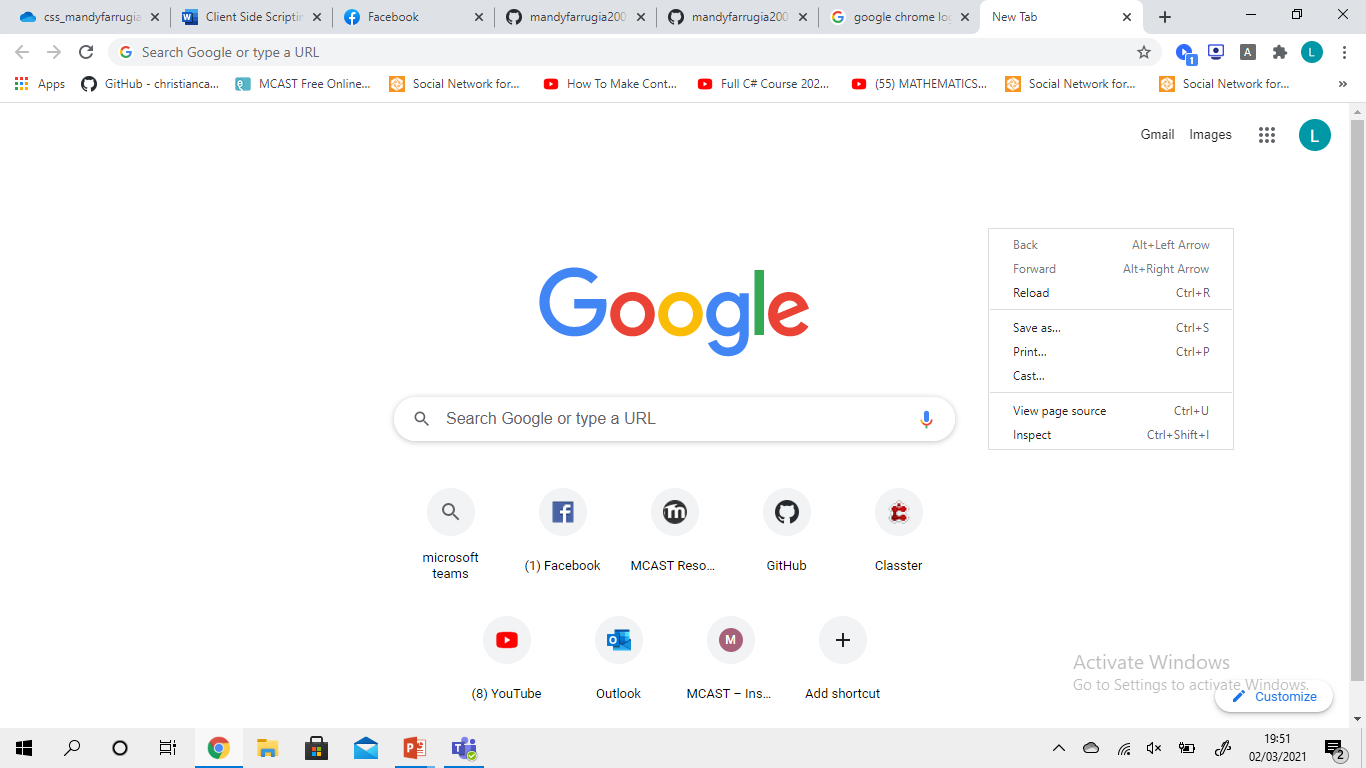 css_mandyfarrugia
Client Side Scriptin
Facebook
mandyfarrugia200
mandyfarrugia200
google chrome log
New Tab
Search Google or type a URL
1
A
L
Apps
GitHub - christianca...
MCAST Free Online...
Social Network for...
How To Make Cont...
Full C# Course 202...
(55) MATHEMATICS...
Social Network for...
Social Network for...
»
Gmail
Images
L
Back Alt+Left Arrow
Forward Alt+Right Arrow
Reload Ctrl+R
Google
Save as... Ctrl+S
Print... Ctrl+P
Cast...
View page source Ctrl+U
Inspect Ctrl+Shift+I
Search Google or type a URL
microsoft
teams
(1) Facebook
MCAST Reso...
GitHub
Classter
M
(8) YouTube
Outlook
MCAST – Ins...
Add shortcut
Activate Windows
Go to Settings to activate Windows.
Customize
19:51
02/03/2021
2